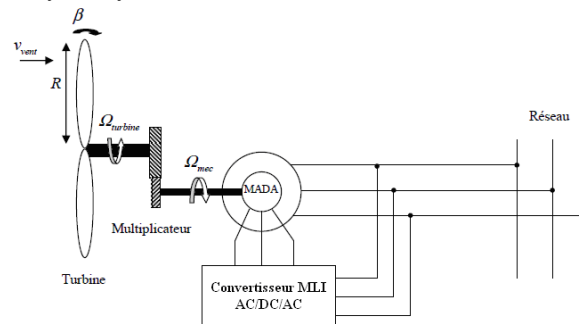 β
v_vent
R
Ω_turbine
Réseau
Ω_mec
MADA
Multiplicateur
Turbine
Convertisseur MLI
AC/DC/AC